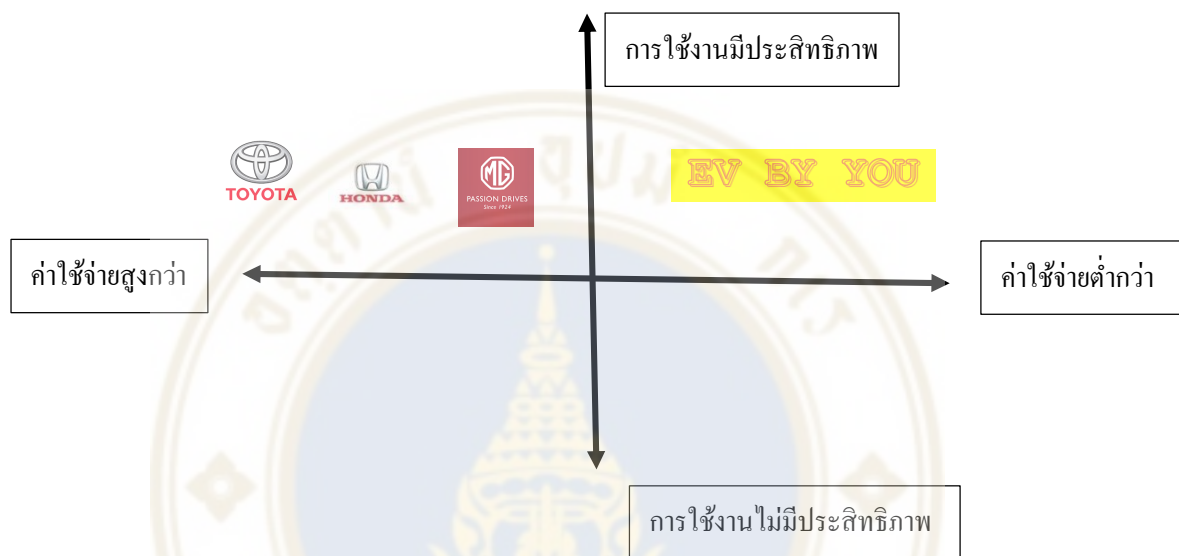 การใช้งานมีประสิทธิภาพ
TOYOTA
HONDA
MG
PASSION DRIVES
Since 1924
EV BY YOU
ค่าใช้จ่ายสูงกว่า
ค่าใช้จ่ายต่ำกว่า
การใช้งานไม่มีประสิทธิภาพ